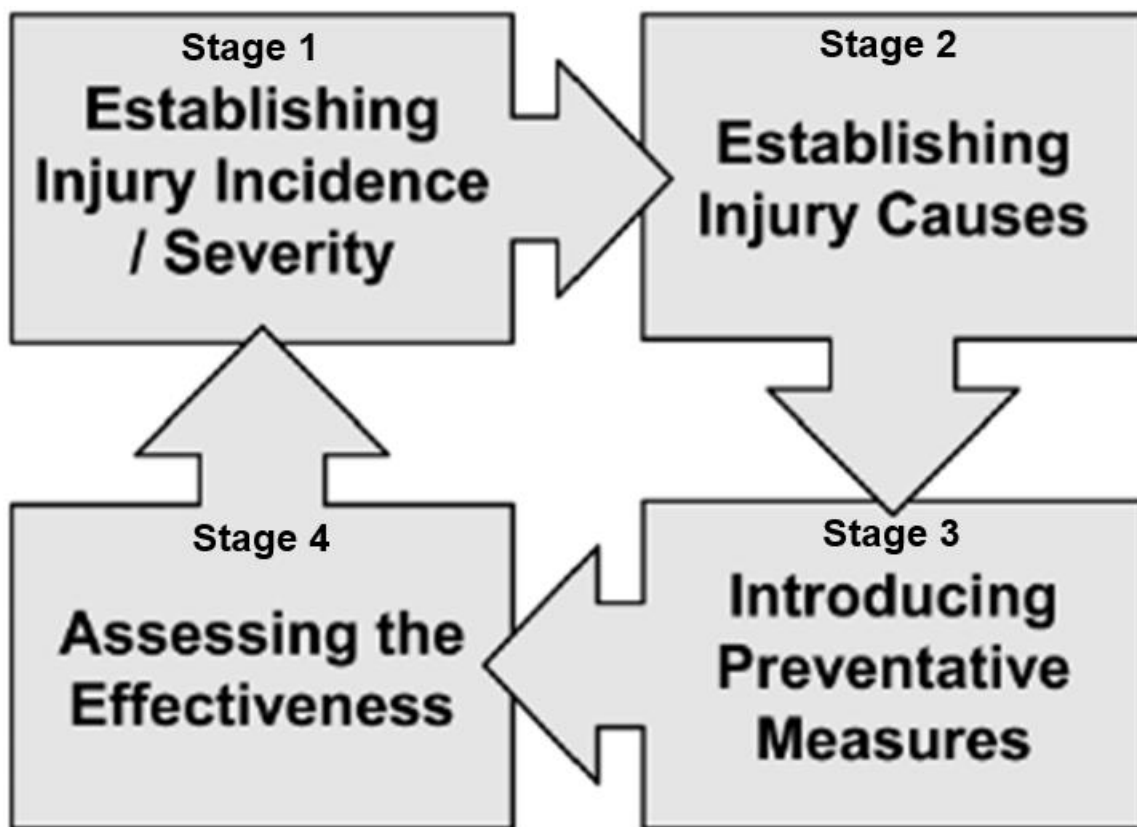 Stage 1
Establishing
Injury Incidence
/ Severity
Stage 2
Establishing
Injury Causes
Stage 3
Introducing
Preventative
Measures
Stage 4
Assessing the
Effectiveness